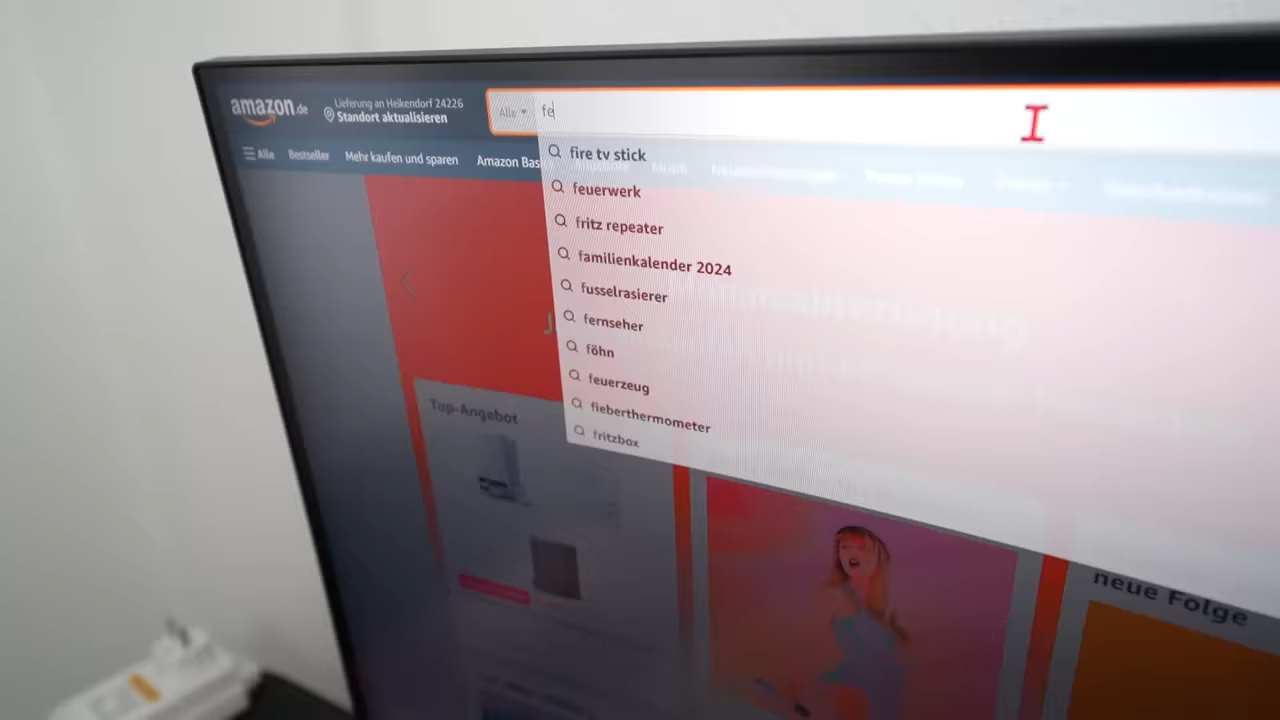 amazon.de
Lieferung an Heikendorf 24226
Standort aktualisieren
Alle
fe
Alle
Bestseller
Mehr kaufen und sparen
Amazon Bas
Musik
fire tv stick
feuerwerk
fritz repeater
familienkalender 2024
fusselrasierer
fernseher
föhn
feuerzeug
fieberthermometer
fritzbox
J
Top-Angebot
neue Folge